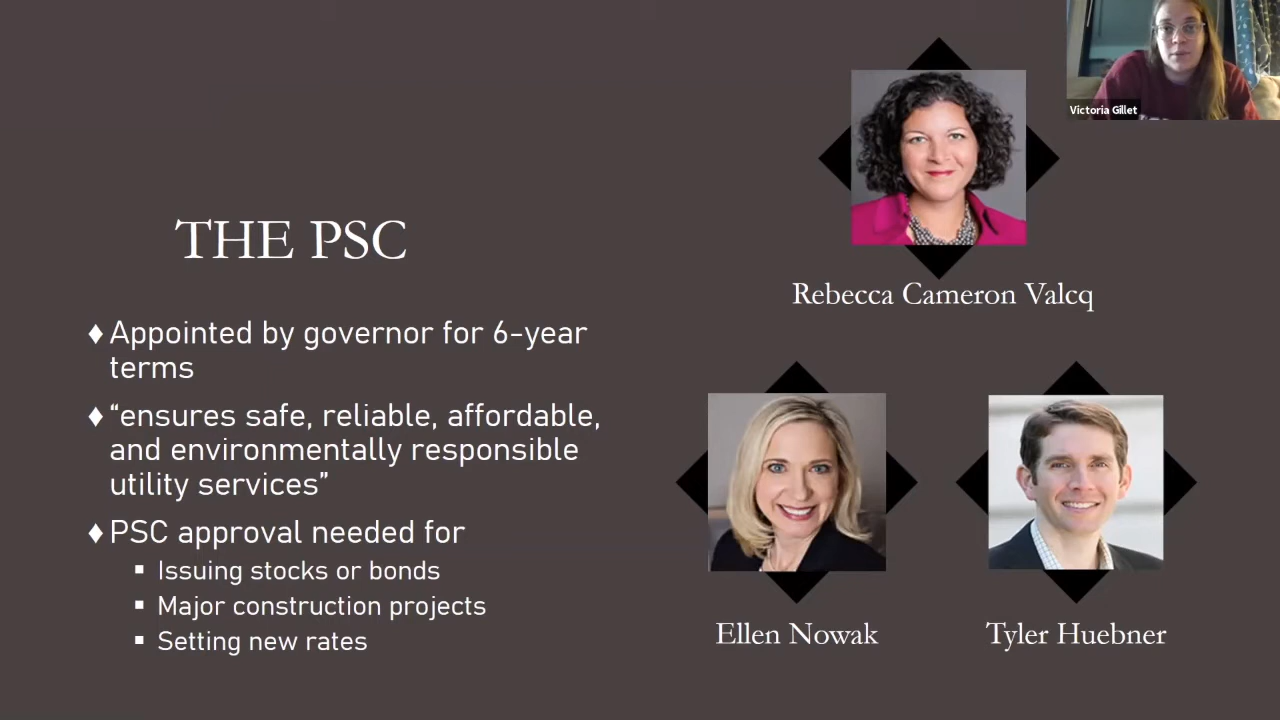 Victoria Gillet
THE PSC
Rebecca Cameron Valcq
♦Appointed by governor for 6-year
terms
♦“ensures safe, reliable, affordable,
and environmentally responsible
utility services”
♦PSC approval needed for
▪ Issuing stocks or bonds
▪ Major construction projects
▪ Setting new rates
Ellen Nowak
Tyler Huebner